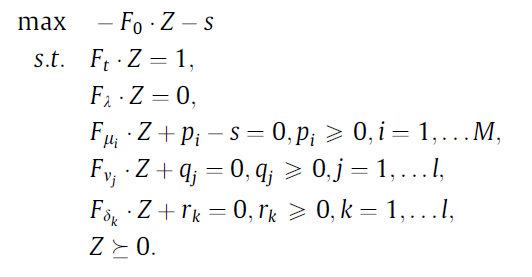 max − F₀ · Z − s
s.t. Fₜ · Z = 1,
F_λ · Z = 0,
F_{μᵢ} · Z + pᵢ − s = 0, pᵢ ⩾ 0, i = 1, . . . M,
F_{νⱼ} · Z + qⱼ = 0, qⱼ ⩾ 0, j = 1, . . . l,
F_{δₖ} · Z + rₖ = 0, rₖ ⩾ 0, k = 1, . . . l,
Z ⪰ 0.